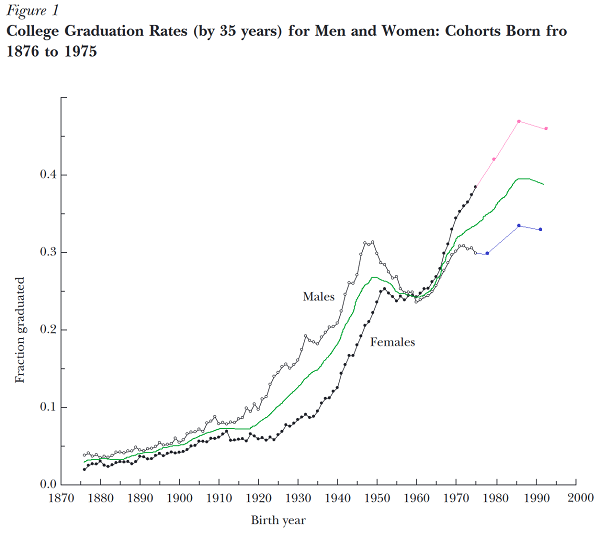 Figure 1
College Graduation Rates (by 35 years) for Men and Women: Cohorts Born fro
1876 to 1975
0.4
0.3
0.2
0.1
0.0
Fraction graduated
Males
Females
1870 1880 1890 1900 1910 1920 1930 1940 1950 1960 1970 1980 1990 2000
Birth year